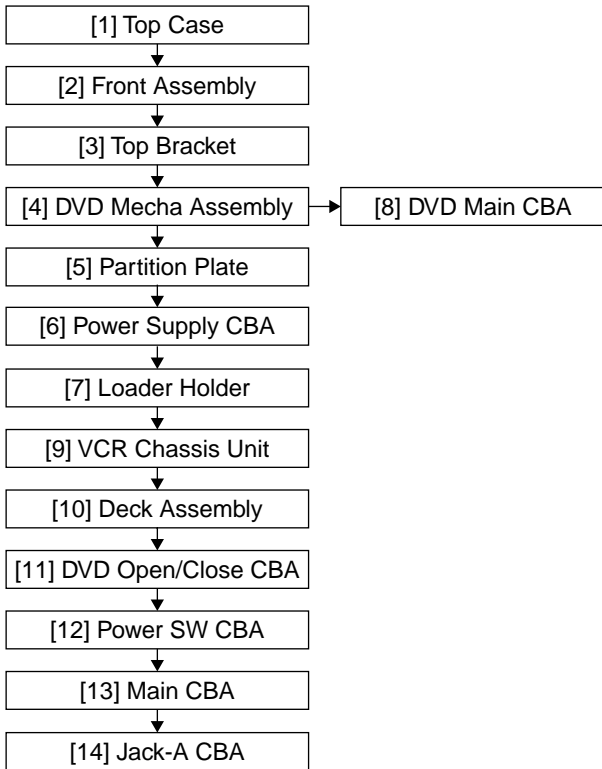 [1] Top Case
[2] Front Assembly
[3] Top Bracket
[4] DVD Mecha Assembly
[8] DVD Main CBA
[5] Partition Plate
[6] Power Supply CBA
[7] Loader Holder
[9] VCR Chassis Unit
[10] Deck Assembly
[11] DVD Open/Close CBA
[12] Power SW CBA
[13] Main CBA
[14] Jack-A CBA